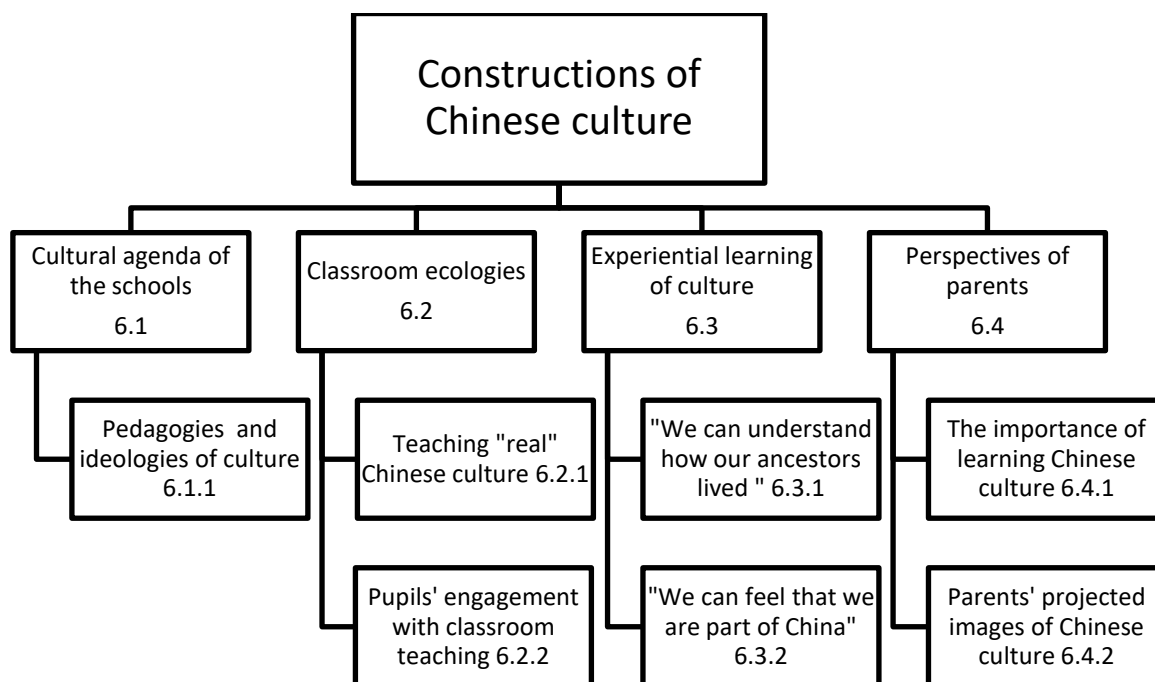 Constructions of
Chinese culture
Cultural agenda of
the schools
6.1
Classroom ecologies
6.2
Experiential learning
of culture
6.3
Perspectives of
parents
6.4
Pedagogies  and
ideologies of culture
6.1.1
Teaching "real"
Chinese culture 6.2.1
"We can understand
how our ancestors
lived " 6.3.1
The importance of
learning Chinese
culture 6.4.1
Pupils' engagement
with classroom
teaching 6.2.2
"We can feel that we
are part of China"
6.3.2
Parents' projected
images of Chinese
culture 6.4.2